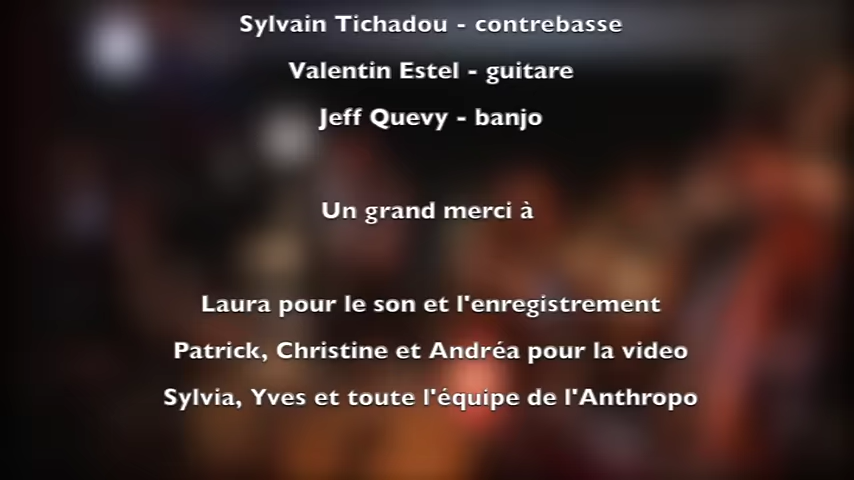 Sylvain Tichadou - contrebasse
Valentin Estel - guitare
Jeff Quevy - banjo
Un grand merci à
Laura pour le son et l'enregistrement
Patrick, Christine et Andréa pour la video
Sylvia, Yves et toute l'équipe de l'Anthropo